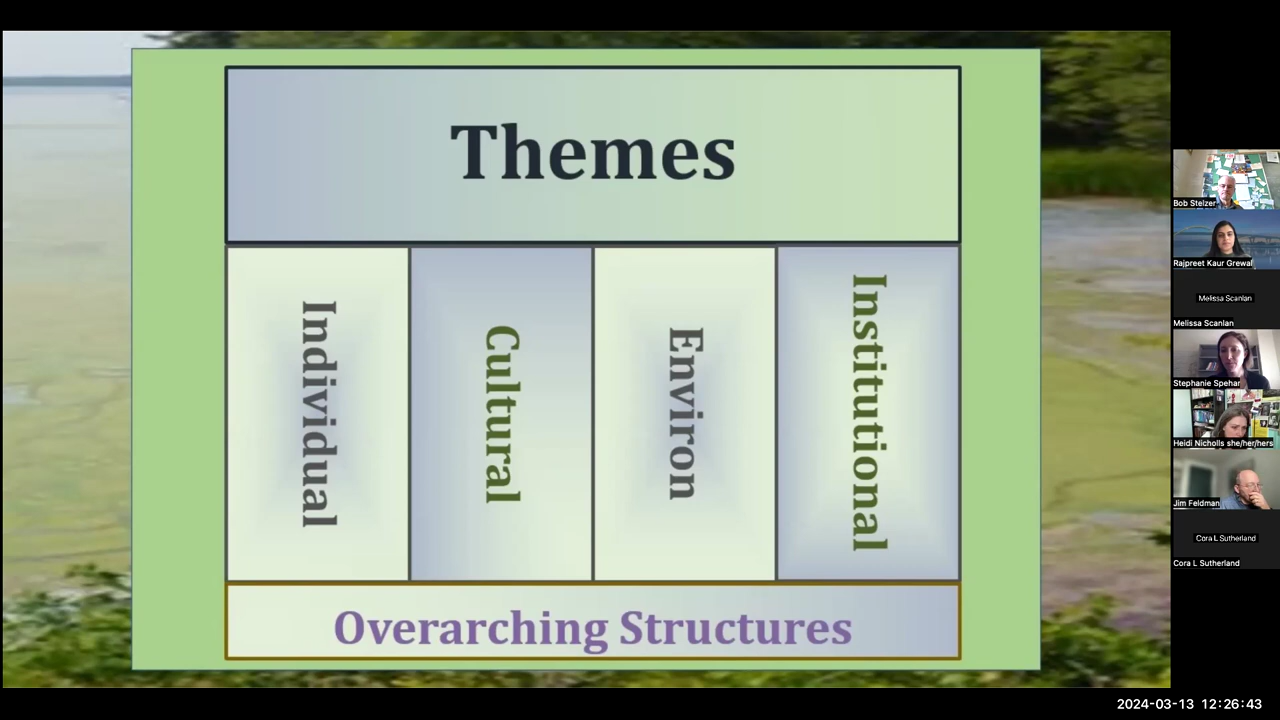 Themes
Individual
Cultural
Environ
Institutional
Overarching Structures
Bob Stelzer
Rajpreet Kaur Grewal
Melissa Scanlan
Melissa Scanlan
Stephanie Spehar
Heidi Nicholls she/her/hers
Jim Feldman
Cora L Sutherland
Cora L Sutherland
2024-03-13 12:26:43